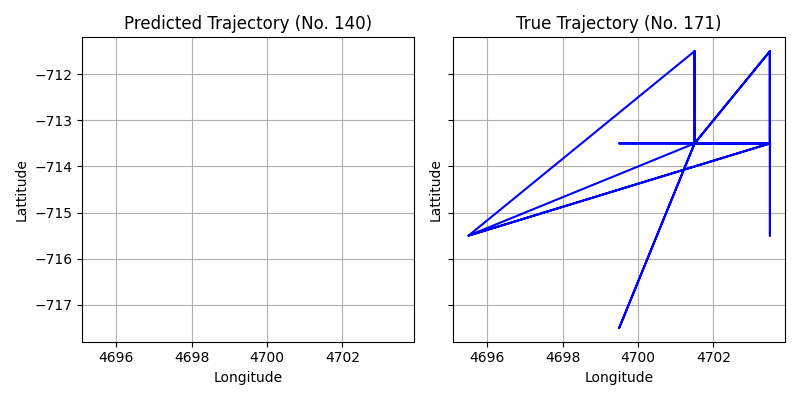 Predicted Trajectory (No. 140)
True Trajectory (No. 171)
−712
−713
−714
−715
−716
−717
Lattitude
4696
4698
4700
4702
Longitude
Lattitude
4696
4698
4700
4702
Longitude